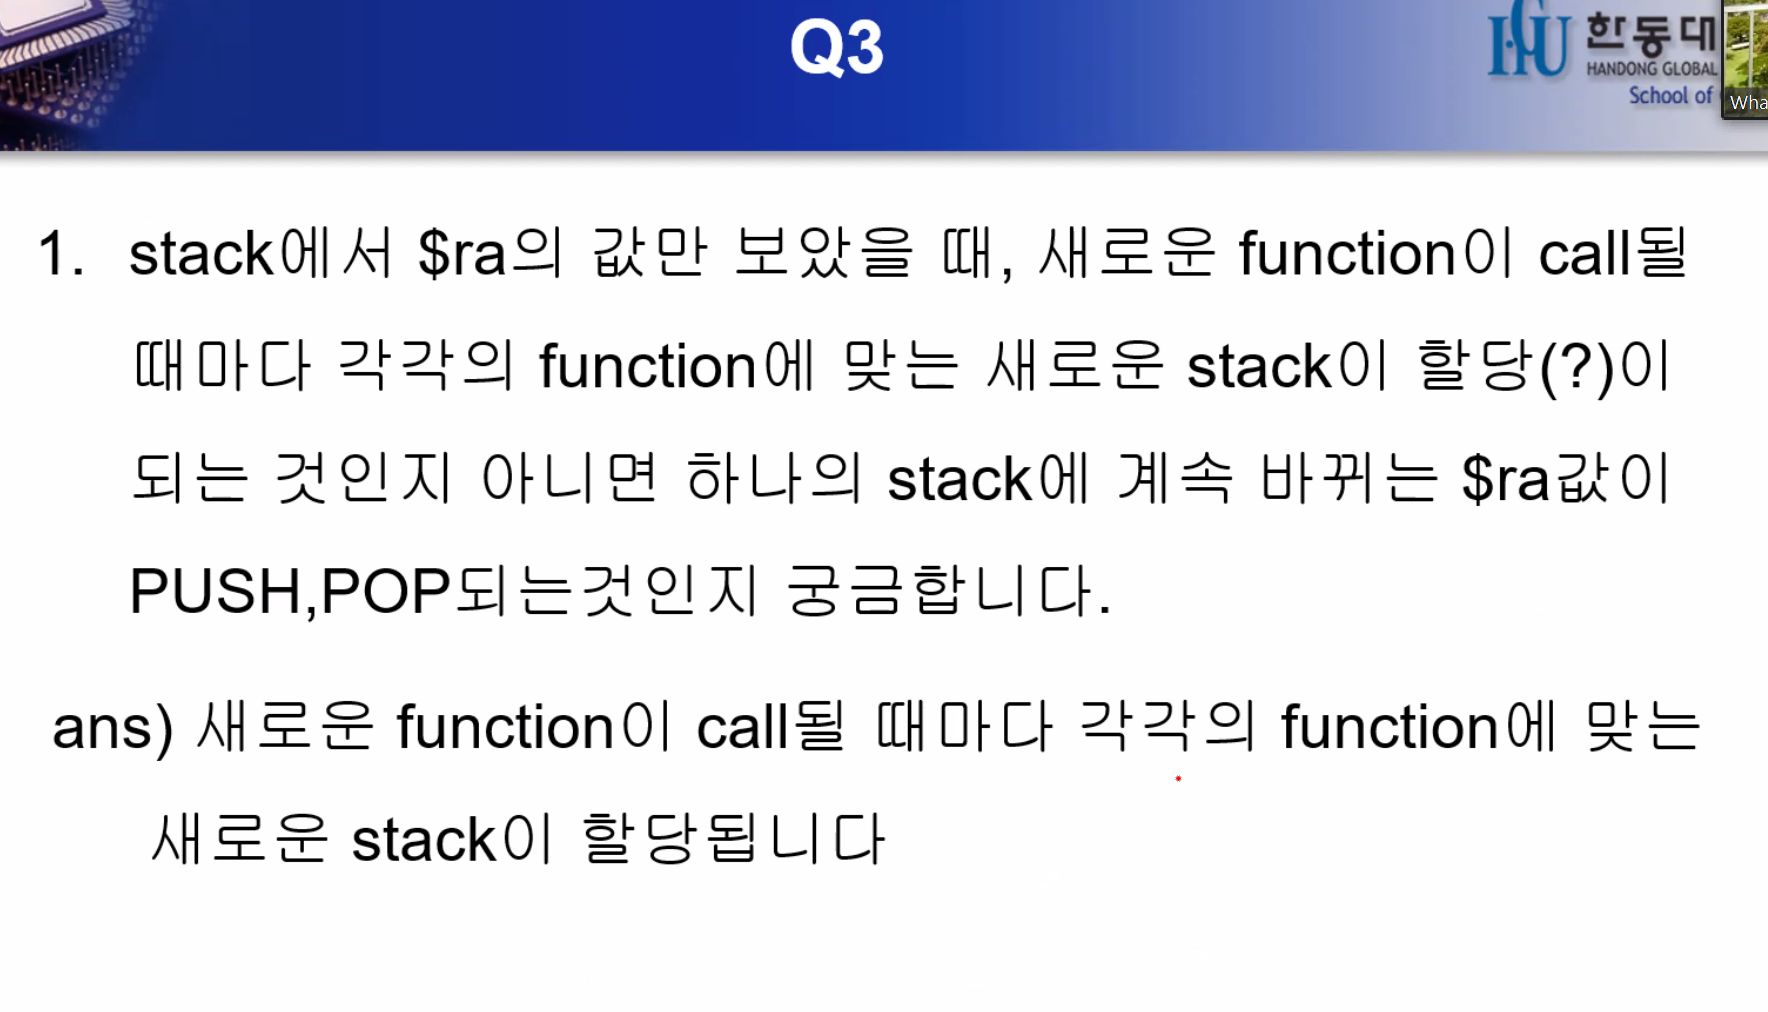 Q3
한동대
HANDONG GLOBAL
School of
Wha
1. stack에서 $ra의 값만 보았을 때, 새로운 function이 call될
때마다 각각의 function에 맞는 새로운 stack이 할당(?)이
되는 것인지 아니면 하나의 stack에 계속 바뀌는 $ra값이
PUSH,POP되는것인지 궁금합니다.
ans) 새로운 function이 call될 때마다 각각의 function에 맞는
새로운 stack이 할당됩니다